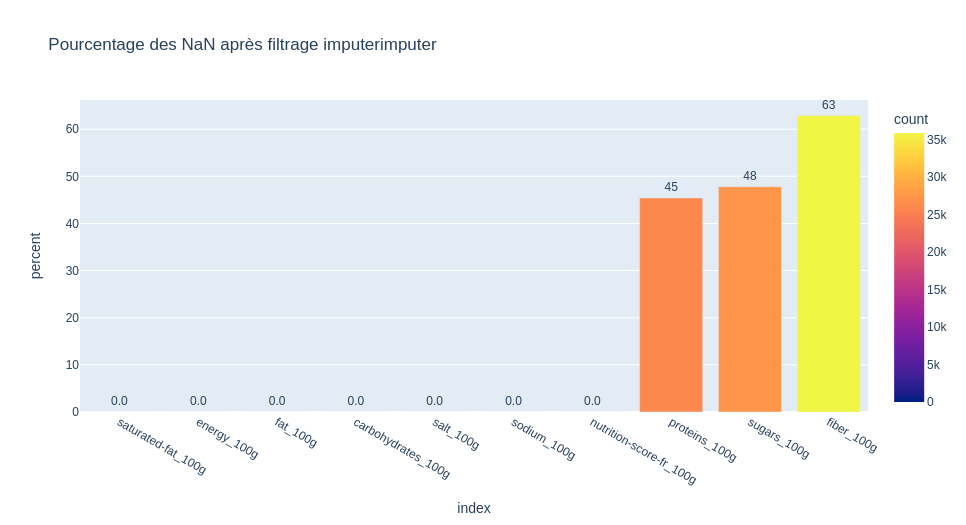 Pourcentage des NaN après filtrage imputerimputer
percent
60
50
40
30
20
10
0
0.0
0.0
0.0
0.0
0.0
0.0
0.0
45
48
63
saturated-fat_100g
energy_100g
fat_100g
carbohydrates_100g
salt_100g
sodium_100g
nutrition-score-fr_100g
proteins_100g
sugars_100g
fiber_100g
index
count
35k
30k
25k
20k
15k
10k
5k
0